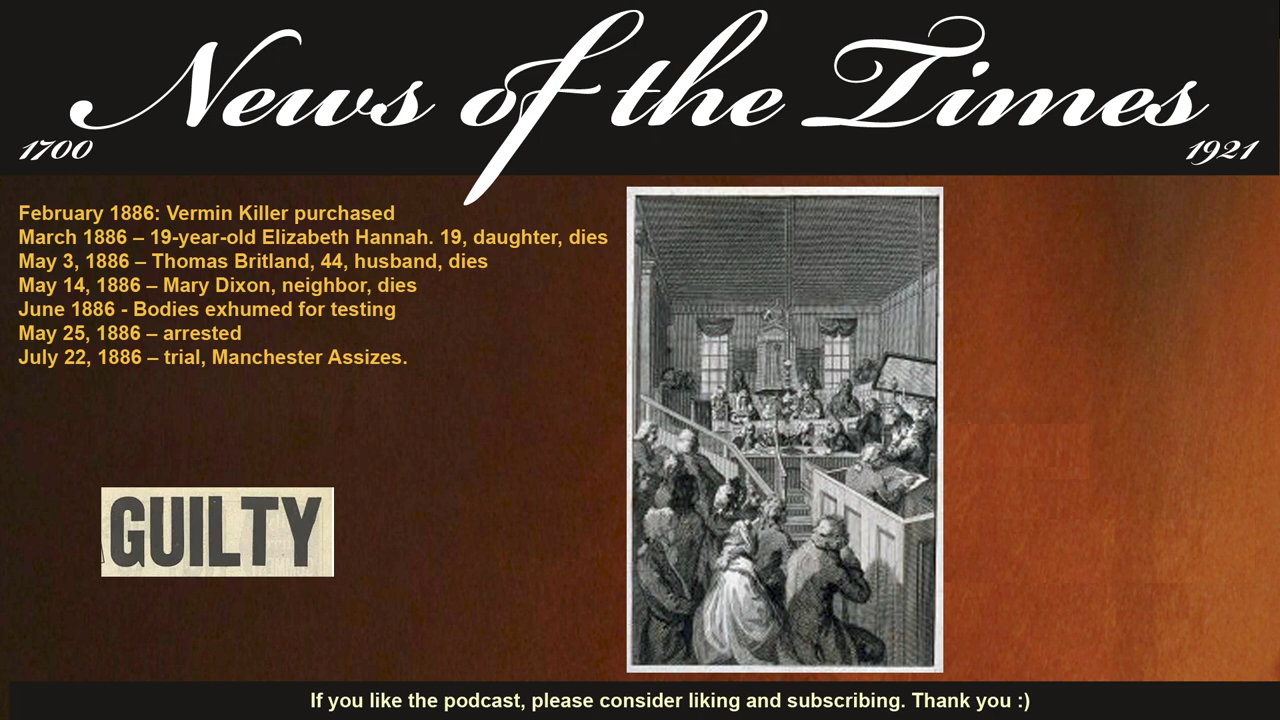 News of the Times
1700
1921
February 1886: Vermin Killer purchased
March 1886 – 19-year-old Elizabeth Hannah. 19, daughter, dies
May 3, 1886 – Thomas Britland, 44, husband, dies
May 14, 1886 – Mary Dixon, neighbor, dies
June 1886 - Bodies exhumed for testing
May 25, 1886 – arrested
July 22, 1886 – trial, Manchester Assizes.
GUILTY
If you like the podcast, please consider liking and subscribing. Thank you :)